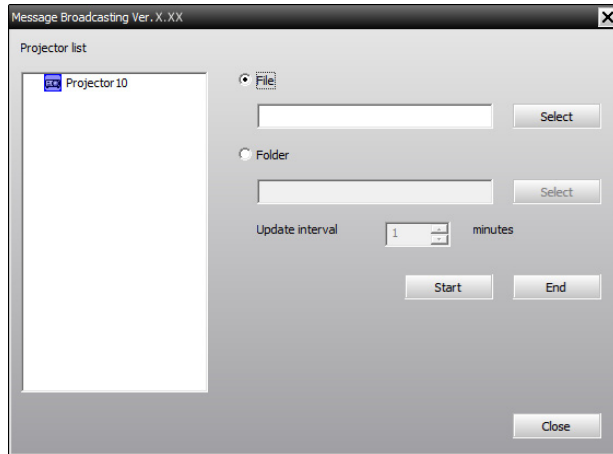 Message Broadcasting Ver. X.XX
Projector list
Projector10
File
Select
Folder
Select
Update interval 1 minutes
Start End
Close